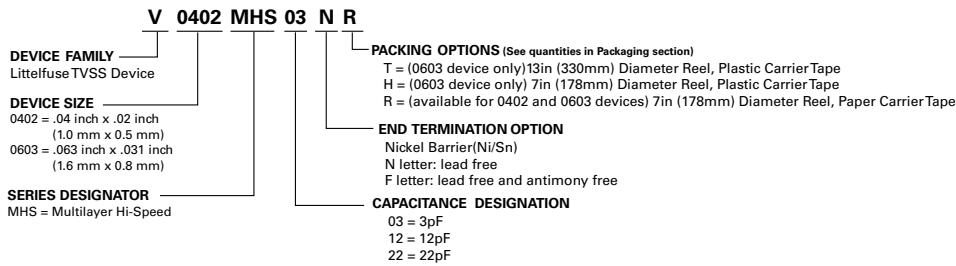 V 0402 MHS 03 N R
DEVICE FAMILY
Littelfuse TVSS Device
DEVICE SIZE
0402 = .04 inch x .02 inch
(1.0 mm x 0.5 mm)
0603 = .063 inch x .031 inch
(1.6 mm x 0.8 mm)
SERIES DESIGNATOR
MHS = Multilayer Hi-Speed
PACKING OPTIONS (See quantities in Packaging section)
T = (0603 device only)13in (330mm) Diameter Reel, Plastic Carrier Tape
H = (0603 device only) 7in (178mm) Diameter Reel, Plastic Carrier Tape
R = (available for 0402 and 0603 devices) 7in (178mm) Diameter Reel, Paper Carrier Tape
END TERMINATION OPTION
Nickel Barrier(Ni/Sn)
N letter: lead free
F letter: lead free and antimony free
CAPACITANCE DESIGNATION
03 = 3pF
12 = 12pF
22 = 22pF